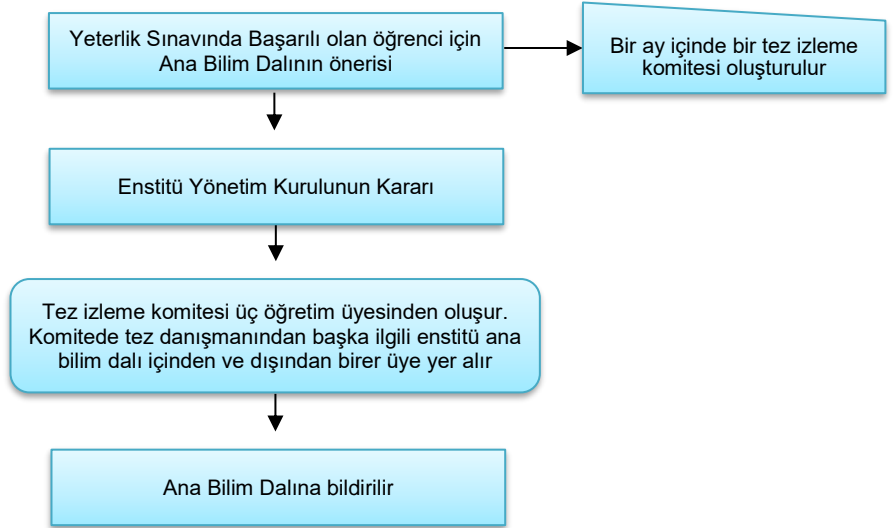 Yeterlik Sınavında Başarılı olan öğrenci için
Ana Bilim Dalının önerisi
Bir ay içinde bir tez izleme
komitesi oluşturulur
Enstitü Yönetim Kurulunun Kararı
Tez izleme komitesi üç öğretim üyesinden oluşur.
Komitede tez danışmanından başka ilgili enstitü ana
bilim dalı içinden ve dışından birer üye yer alır
Ana Bilim Dalına bildirilir